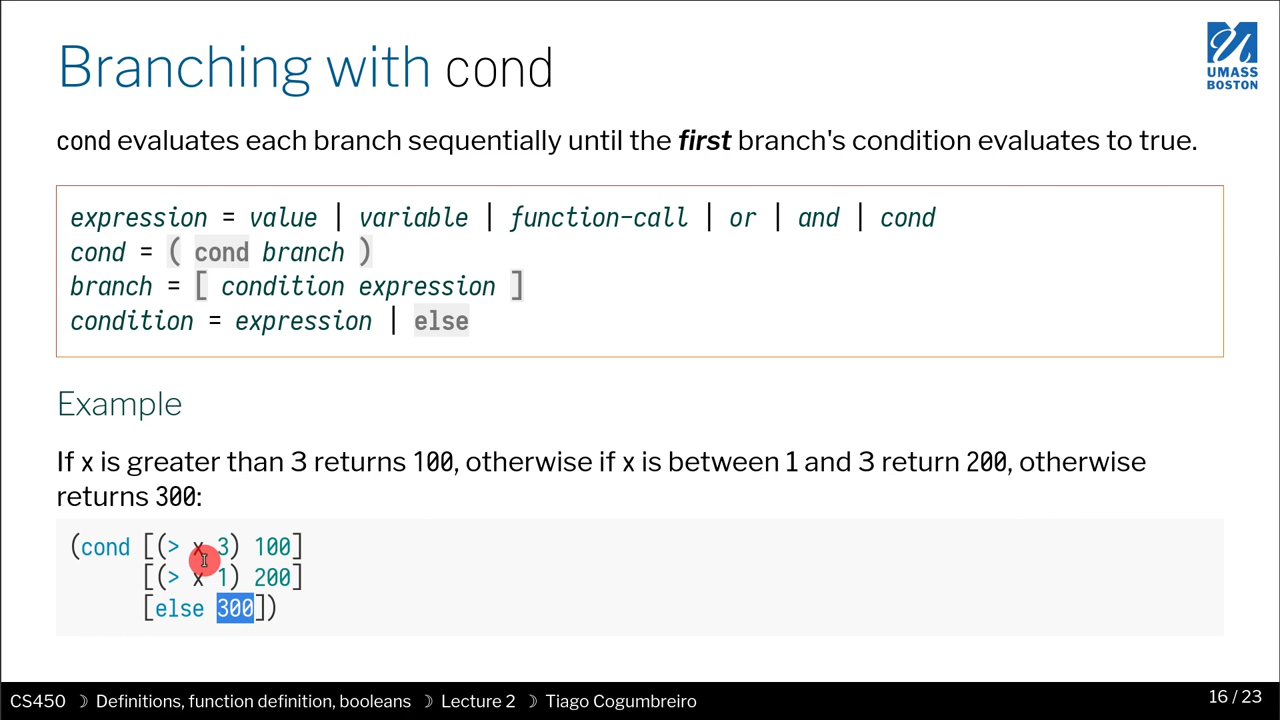 Branching with cond
UMASS
BOSTON
cond evaluates each branch sequentially until the first branch's condition evaluates to true.
expression = value | variable | function-call | or | and | cond
cond = ( cond branch )
branch = [ condition expression ]
condition = expression | else
Example
If x is greater than 3 returns 100, otherwise if x is between 1 and 3 return 200, otherwise
returns 300:
(cond [(> x 3) 100]
[(> x 1) 200]
[else 300])
CS450 ☽ Definitions, function definition, booleans ☽ Lecture 2 ☽ Tiago Cogumbreiro
16 / 23